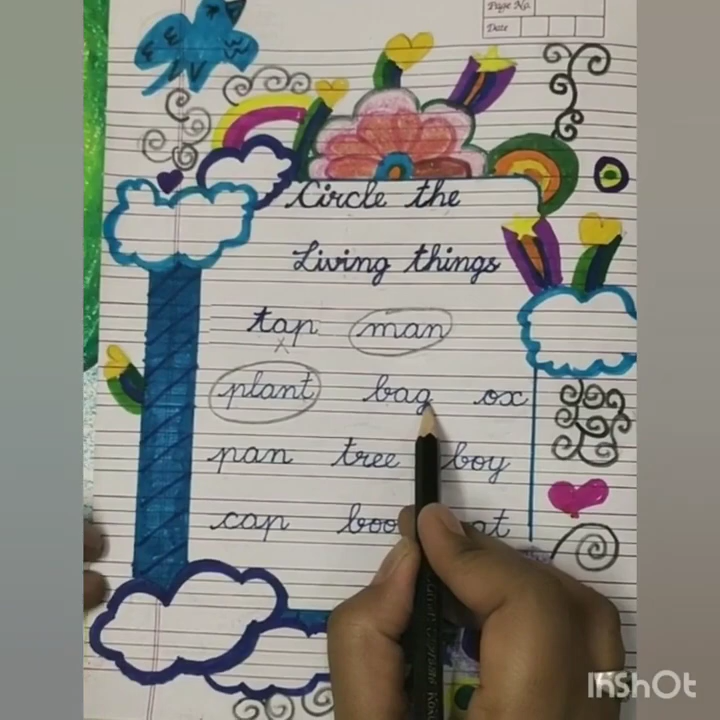 Page No.
Date
Circle the
Living things
tap man
plant bag ox
pan tree boy
cap
InShOt